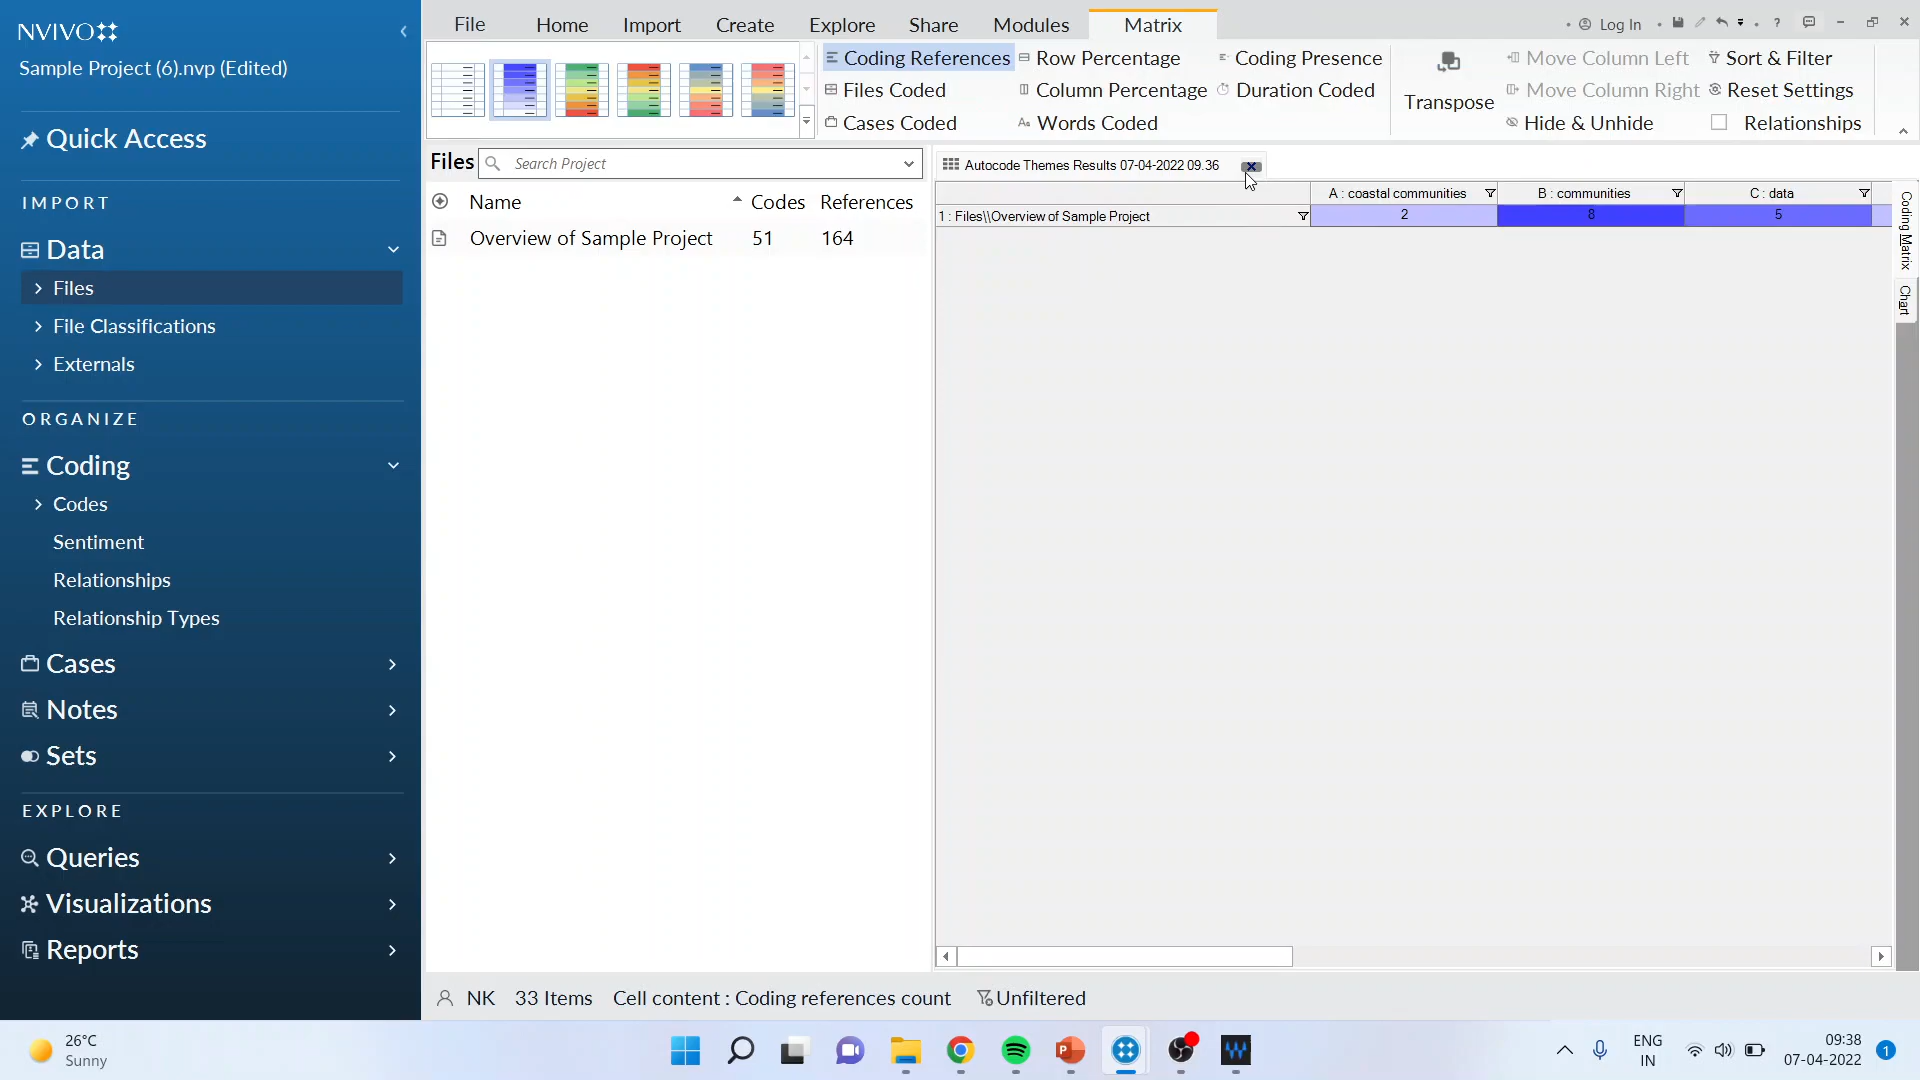 NVIVO
Sample Project (6).nvp (Edited)
Quick Access
IMPORT
Data
Files
File Classifications
Externals
ORGANIZE
Coding
Codes
Sentiment
Relationships
Relationship Types
Cases
Notes
Sets
EXPLORE
Queries
Visualizations
Reports
File Home Import Create Explore Share Modules Matrix Log In ?
Coding References Row Percentage Coding Presence
Files Coded Column Percentage Duration Coded
Cases Coded Words Coded
Transpose
Move Column Left Sort & Filter
Move Column Right Reset Settings
Hide & Unhide Relationships
Files Search Project
Name Codes References
Overview of Sample Project 51 164
Autocode Themes Results 07-04-2022 09.36
A : coastal communities B : communities C : data
1 : Files\\Overview of Sample Project 2 8 5
Coding Matrix
Chart
NK 33 Items Cell content : Coding references count Unfiltered
26°C
Sunny
ENG
IN
09:38
07-04-2022
1